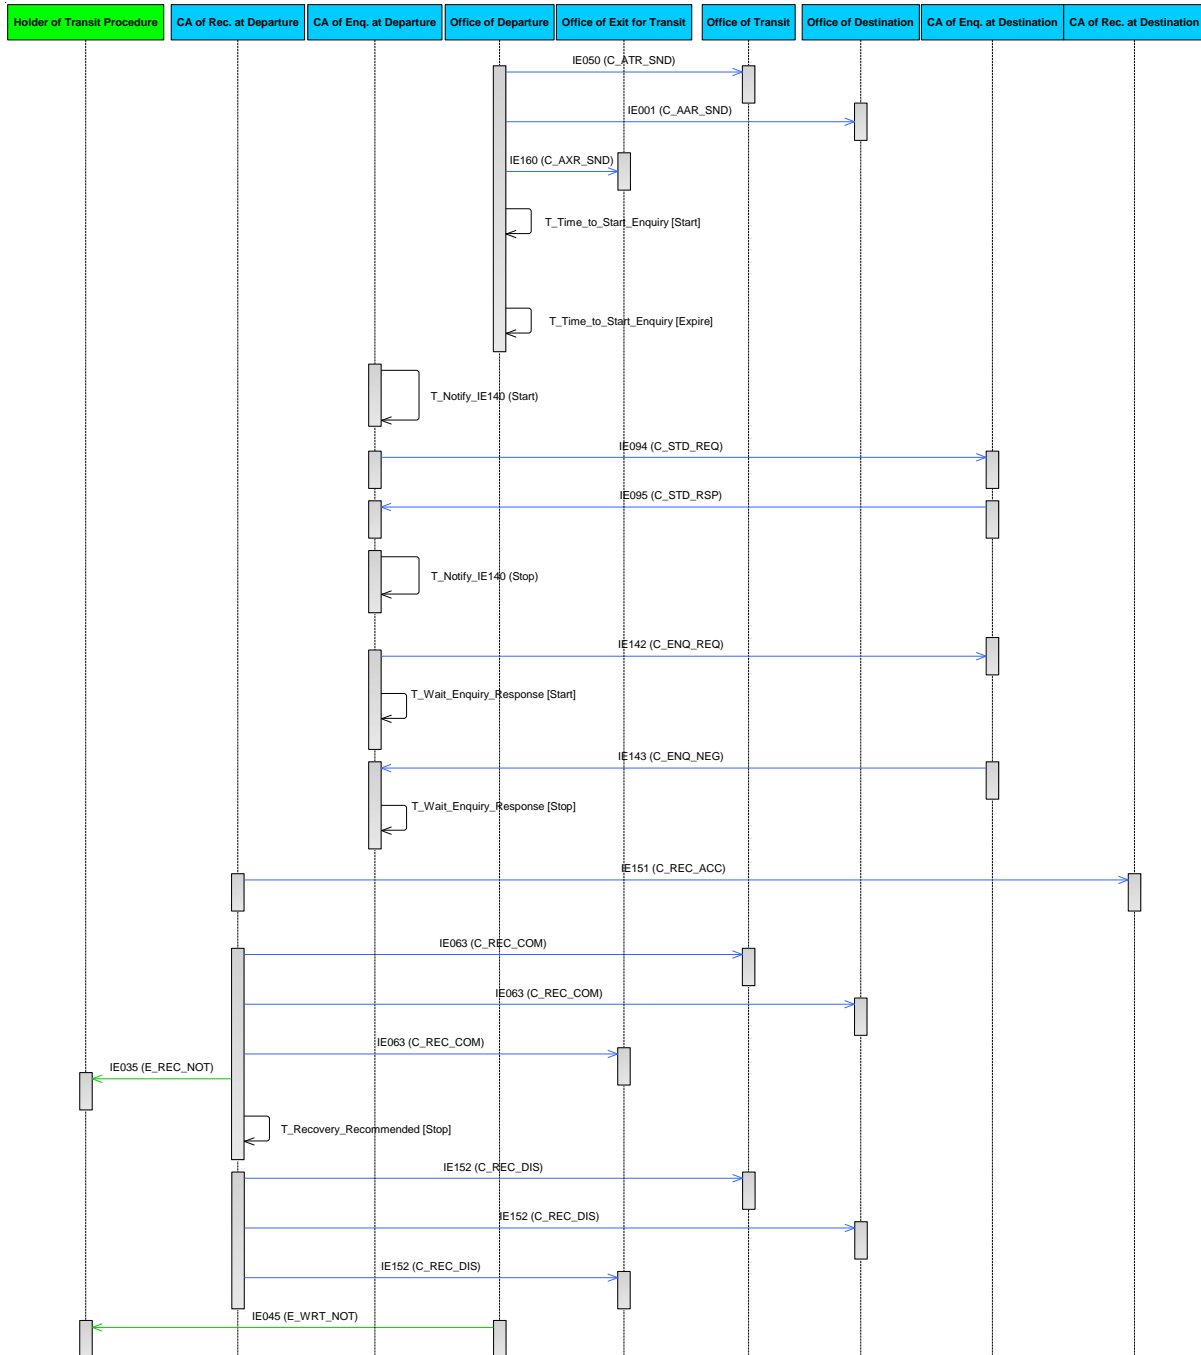 Holder of Transit Procedure
CA of Rec. at Departure
CA of Enq. at Departure
Office of Departure
Office of Exit for Transit
Office of Transit
Office of Destination
CA of Enq. at Destination
CA of Rec. at Destination
IE050 (C_ATR_SND)
IE001 (C_AAR_SND)
IE160 (C_AXR_SND)
T_Time_to_Start_Enquiry [Start]
T_Time_to_Start_Enquiry [Expire]
T_Notify_IE140 (Start)
IE094 (C_STD_REQ)
IE095 (C_STD_RSP)
T_Notify_IE140 (Stop)
IE142 (C_ENQ_REQ)
T_Wait_Enquiry_Response [Start]
IE143 (C_ENQ_NEG)
T_Wait_Enquiry_Response [Stop]
IE151 (C_REC_ACC)
IE063 (C_REC_COM)
IE063 (C_REC_COM)
IE063 (C_REC_COM)
IE035 (E_REC_NOT)
T_Recovery_Recommended [Stop]
IE152 (C_REC_DIS)
IE152 (C_REC_DIS)
IE152 (C_REC_DIS)
IE045 (E_WRT_NOT)